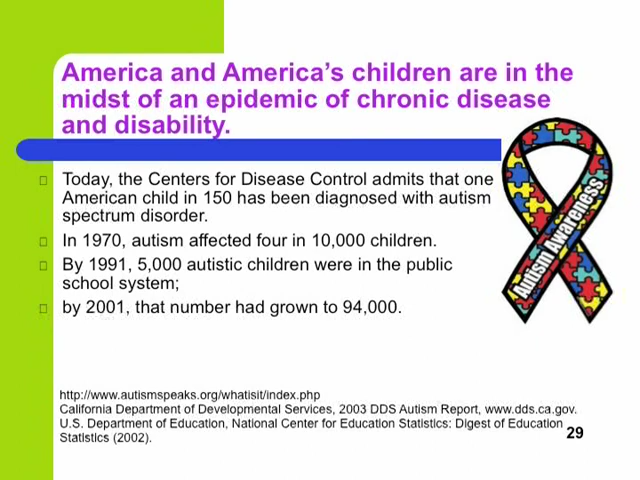 America and America’s children are in the
midst of an epidemic of chronic disease
and disability.
Today, the Centers for Disease Control admits that one
American child in 150 has been diagnosed with autism
spectrum disorder.
In 1970, autism affected four in 10,000 children.
By 1991, 5,000 autistic children were in the public
school system;
by 2001, that number had grown to 94,000.
Autism Awareness
http://www.autismspeaks.org/whatisit/index.php
California Department of Developmental Services, 2003 DDS Autism Report, www.dds.ca.gov.
U.S. Department of Education, National Center for Education Statistics: Digest of Education
Statistics (2002).
29